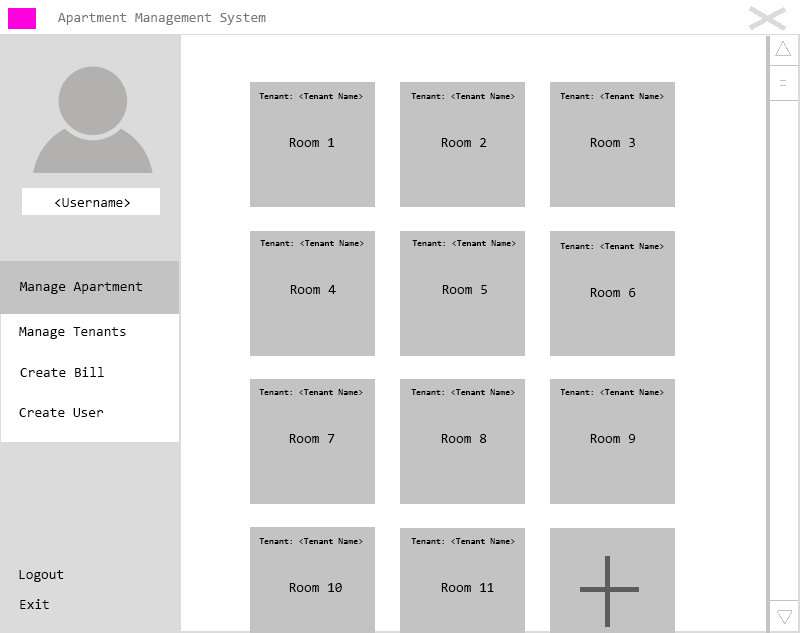 Apartment Management System
<Username>
Manage Apartment
Manage Tenants
Create Bill
Create User
Logout
Exit
Tenant: <Tenant Name>
Room 1
Tenant: <Tenant Name>
Room 2
Tenant: <Tenant Name>
Room 3
Tenant: <Tenant Name>
Room 4
Tenant: <Tenant Name>
Room 5
Tenant: <Tenant Name>
Room 6
Tenant: <Tenant Name>
Room 7
Tenant: <Tenant Name>
Room 8
Tenant: <Tenant Name>
Room 9
Tenant: <Tenant Name>
Room 10
Tenant: <Tenant Name>
Room 11